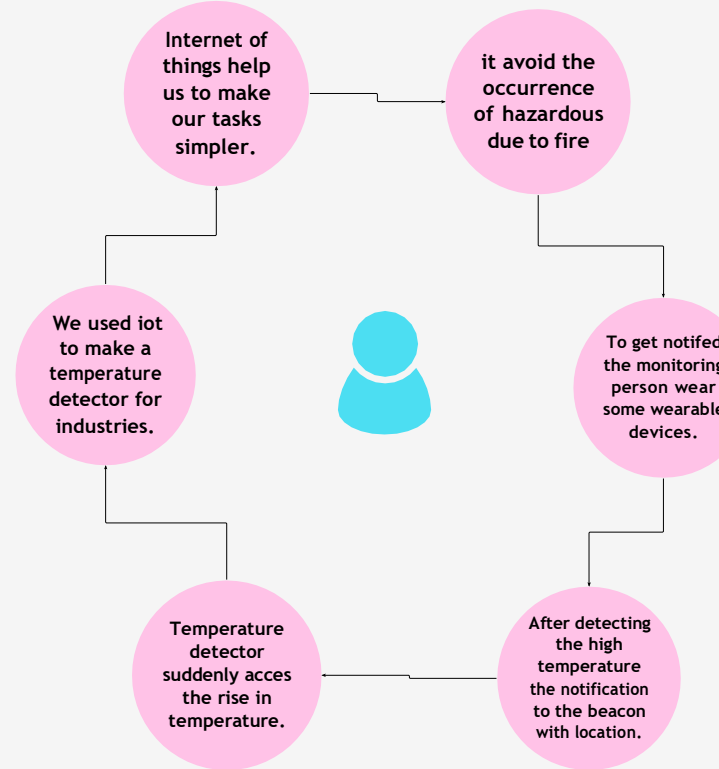 Internet of
things help
us to make
our tasks
simpler.
it avoid the
occurrence
of hazardous
due to fire
To get notifed
the monitoring
person wear
some wearable
devices.
After detecting
the high
temperature
the notification
to the beacon
with location.
Temperature
detector
suddenly acces
the rise in
temperature.
We used iot
to make a
temperature
detector for
industries.